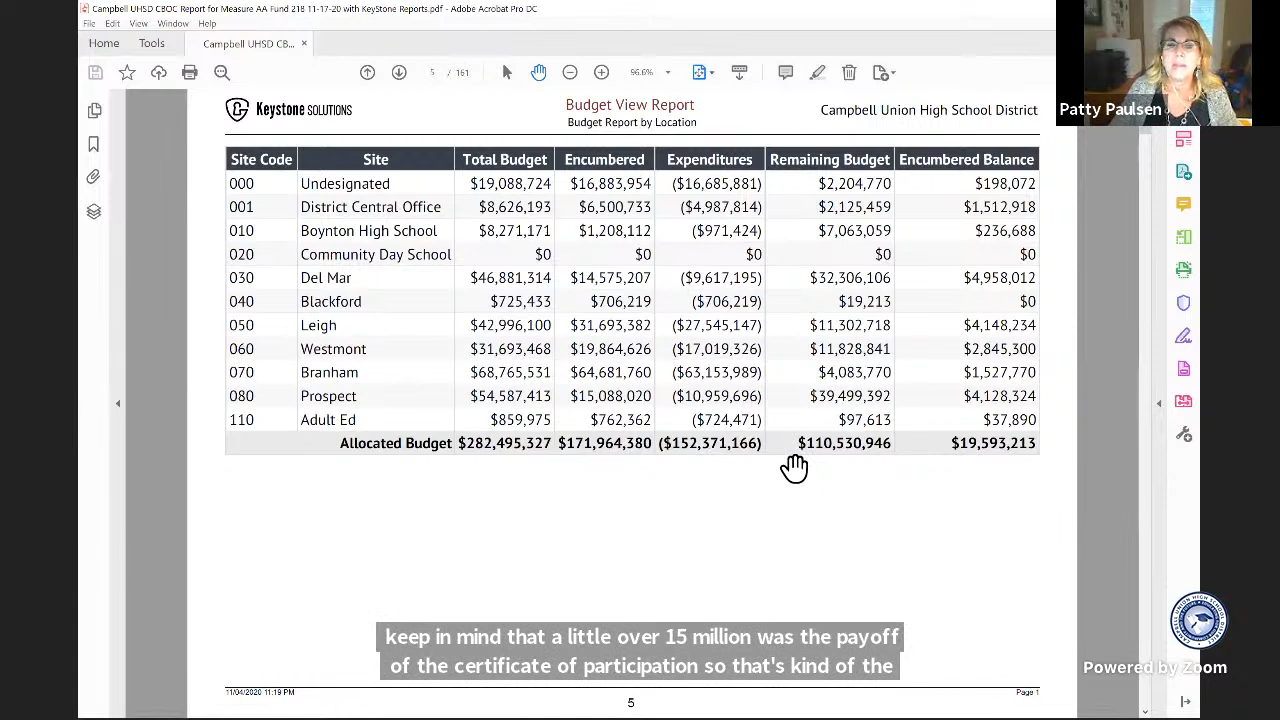 Campbell UHSD CBOC Report for Measure AA Fund 218 11-17-20 with KeyStone Reports.pdf - Adobe Acrobat Pro DC
File Edit View Window Help
Home Tools Campbell UHSD CB... ×
5 / 161 96.6%
Patty Paulsen
Keystone SOLUTIONS
Budget View Report
Budget Report by Location
Campbell Union High School District
Site Code Site Total Budget Encumbered Expenditures Remaining Budget Encumbered Balance
000 Undesignated $19,088,724 $16,883,954 ($16,685,881) $2,204,770 $198,072
001 District Central Office $8,626,193 $6,500,733 ($4,987,814) $2,125,459 $1,512,918
010 Boynton High School $8,271,171 $1,208,112 ($971,424) $7,063,059 $236,688
020 Community Day School $0 $0 $0 $0 $0
030 Del Mar $46,881,314 $14,575,207 ($9,617,195) $32,306,106 $4,958,012
040 Blackford $725,433 $706,219 ($706,219) $19,213 $0
050 Leigh $42,996,100 $31,693,382 ($27,545,147) $11,302,718 $4,148,234
060 Westmont $31,693,468 $19,864,626 ($17,019,326) $11,828,841 $2,845,300
070 Branham $68,765,531 $64,681,760 ($63,153,989) $4,083,770 $1,527,770
080 Prospect $54,587,413 $15,088,020 ($10,959,696) $39,499,392 $4,128,324
110 Adult Ed $859,975 $762,362 ($724,471) $97,613 $37,890
Allocated Budget $282,495,327 $171,964,380 ($152,371,166) $110,530,946 $19,593,213
keep in mind that a little over 15 million was the payoff
of the certificate of participation so that's kind of the
Powered by Zoom
11/04/2020 11:19 PM
Page 1
5